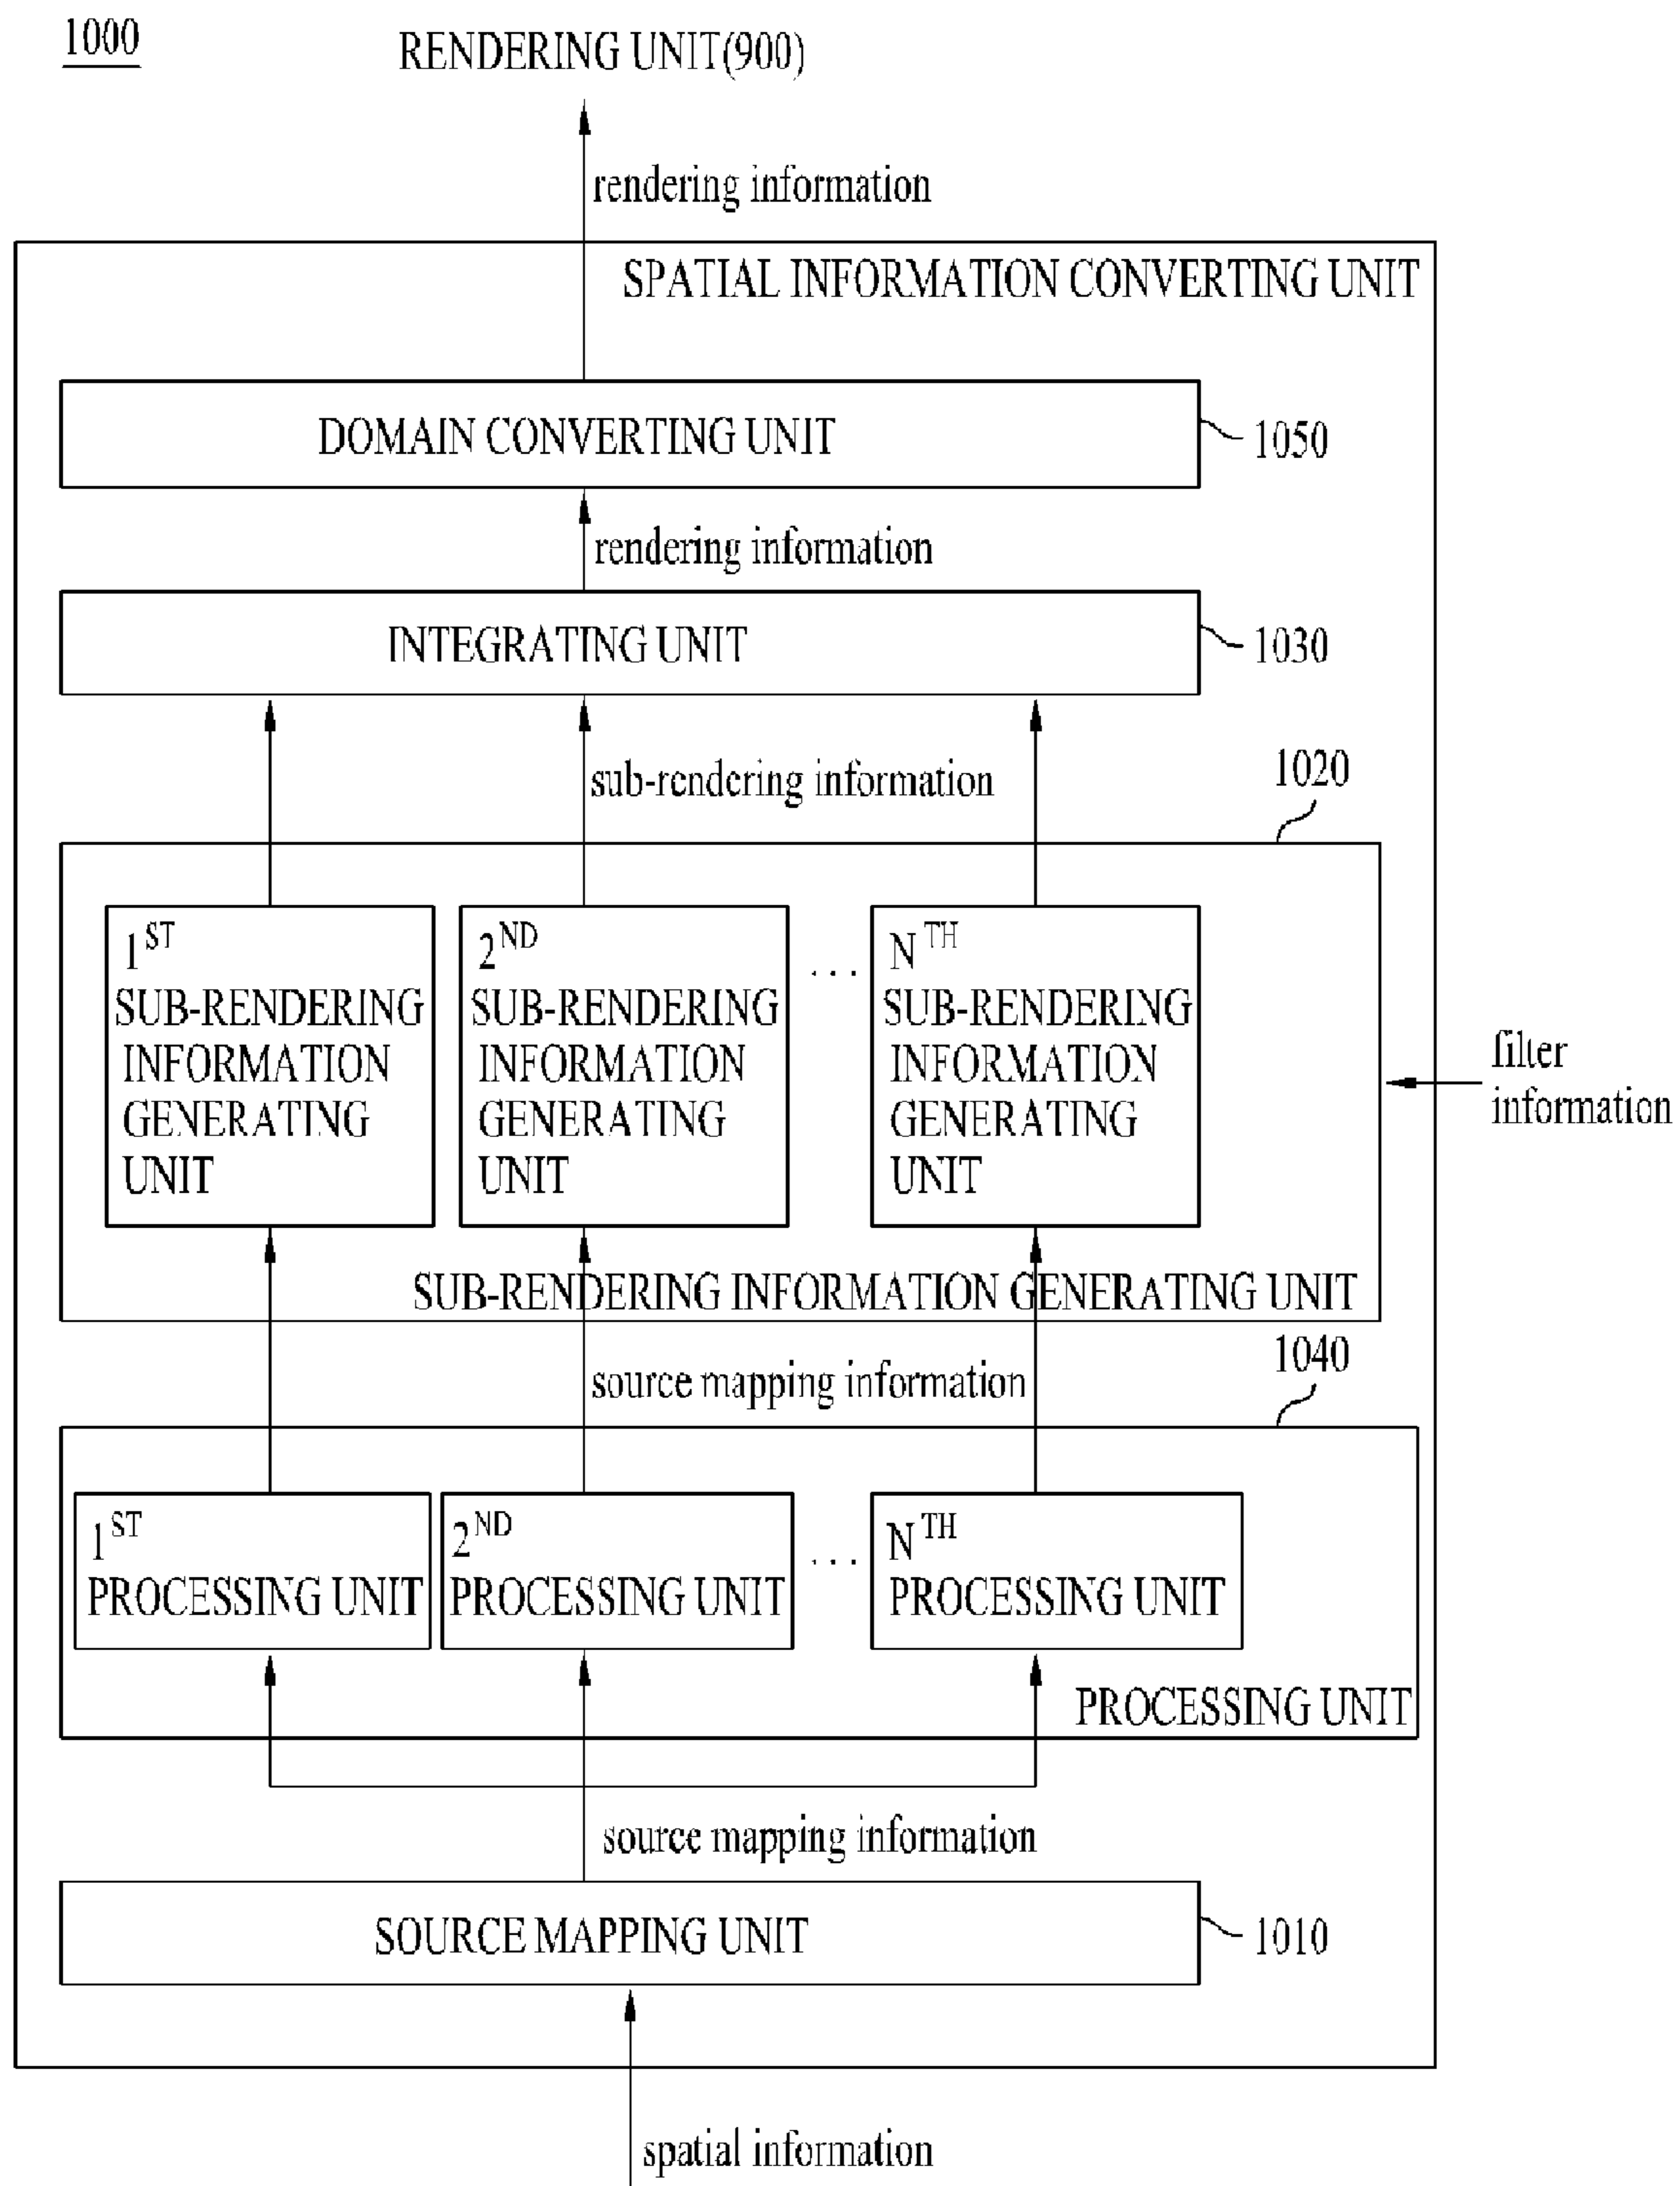 1000
RENDERING UNIT(900)
rendering information
SPATIAL INFORMATION CONVERTING UNIT
DOMAIN CONVERTING UNIT
1050
rendering information
INTEGRATING UNIT
1030
sub-rendering information
1020
1ST
SUB-RENDERING
INFORMATION
GENERATING
UNIT
2ND
SUB-RENDERING
INFORMATION
GENERATING
UNIT
...
NTH
SUB-RENDERING
INFORMATION
GENERATING
UNIT
filter
information
SUB-RENDERING INFORMATION GENERATING UNIT
source mapping information
1040
1ST
PROCESSING UNIT
2ND
PROCESSING UNIT
...
NTH
PROCESSING UNIT
PROCESSING UNIT
source mapping information
SOURCE MAPPING UNIT
1010
spatial information